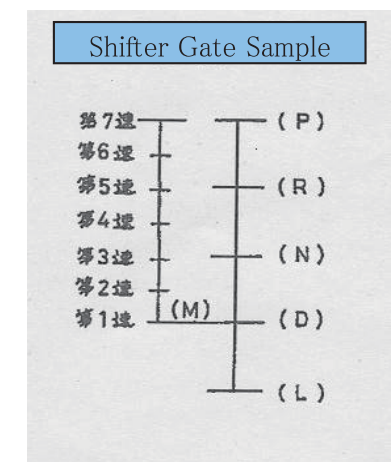 Shifter Gate Sample
第7速 (P)
第6速
第5速 (R)
第4速
第3速 (N)
第2速
第1速 (M) (D)
(L)